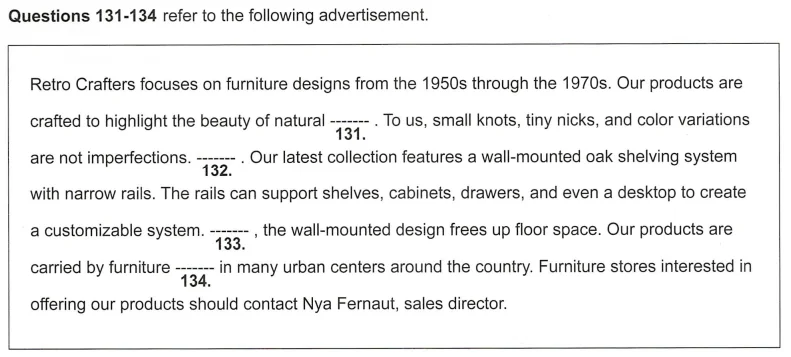 Questions 131-134 refer to the following advertisement.
Retro Crafters focuses on furniture designs from the 1950s through the 1970s. Our products are
crafted to highlight the beauty of natural ------- . To us, small knots, tiny nicks, and color variations
131.
are not imperfections. ------- . Our latest collection features a wall-mounted oak shelving system
132.
with narrow rails. The rails can support shelves, cabinets, drawers, and even a desktop to create
a customizable system. ------- , the wall-mounted design frees up floor space. Our products are
133.
carried by furniture ------- in many urban centers around the country. Furniture stores interested in
134.
offering our products should contact Nya Fernaut, sales director.